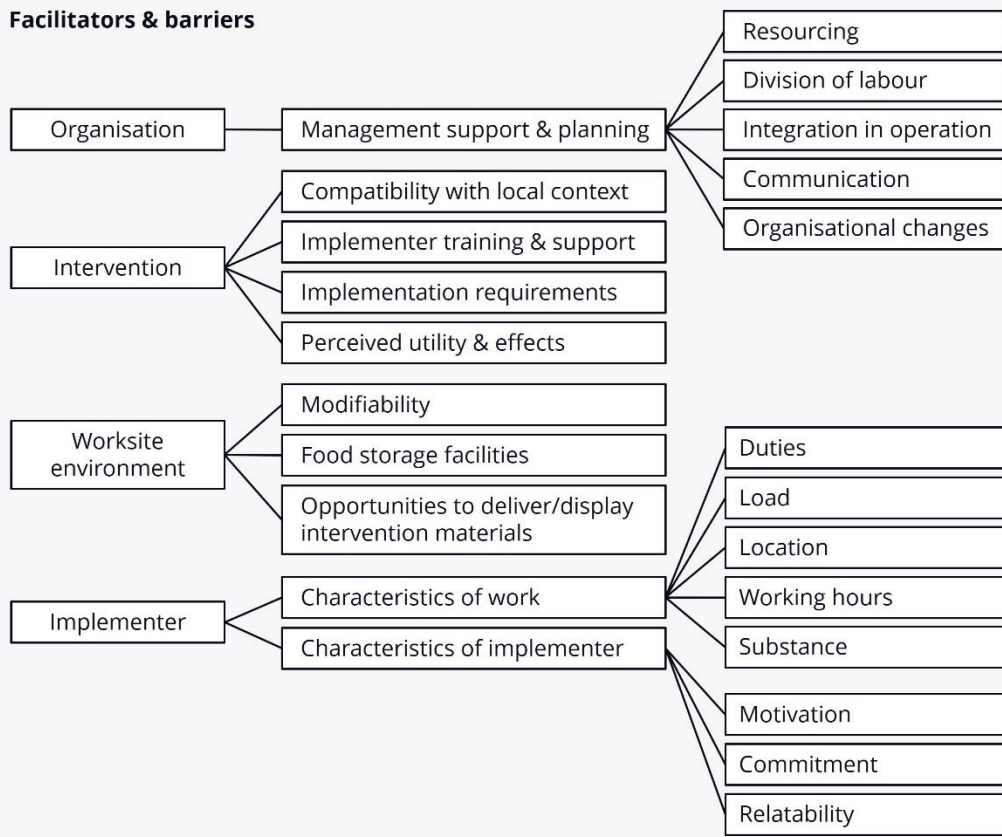 Facilitators & barriers
Organisation
Management support & planning
Resourcing
Division of labour
Integration in operation
Communication
Organisational changes
Intervention
Compatibility with local context
Implementer training & support
Implementation requirements
Perceived utility & effects
Worksite
environment
Modifiability
Food storage facilities
Opportunities to deliver/display
intervention materials
Implementer
Characteristics of work
Duties
Load
Location
Working hours
Substance
Characteristics of implementer
Motivation
Commitment
Relatability